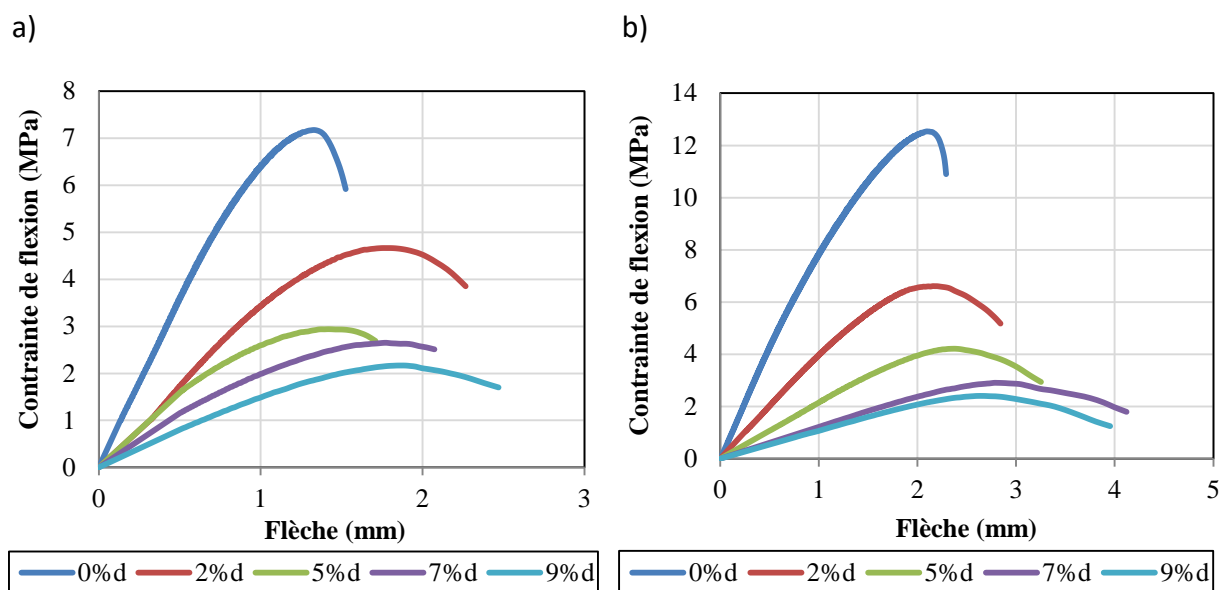 a)
8
7
6
5
4
3
2
1
0
0 1 2 3
Contrainte de flexion (MPa)
Flèche (mm)
0%d 2%d 5%d 7%d 9%d
b)
14
12
10
8
6
4
2
0
0 1 2 3 4 5
Contrainte de flexion (MPa)
Flèche (mm)
0%d 2%d 5%d 7%d 9%d